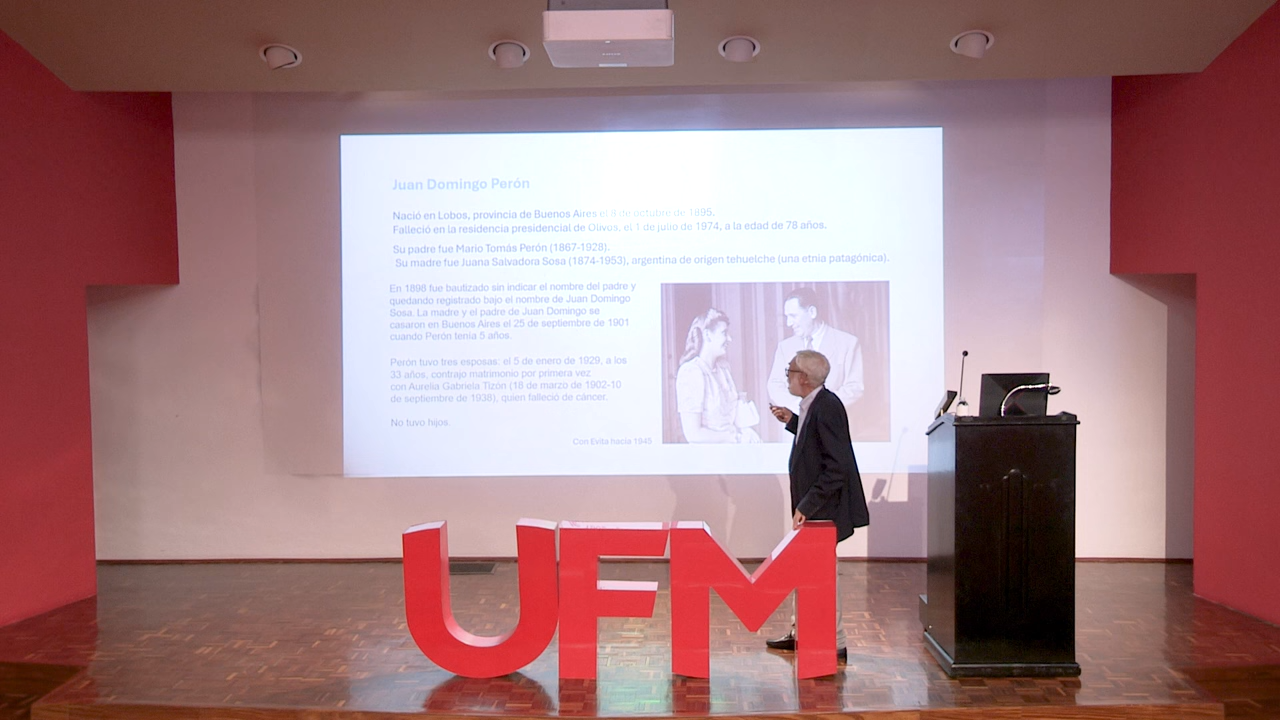 Juan Domingo Perón
Nació en Lobos, provincia de Buenos Aires el 8 de octubre de 1895.
Falleció en la residencia presidencial de Olivos, el 1 de julio de 1974, a la edad de 78 años.
Su padre fue Mario Tomás Perón (1867-1928).
Su madre fue Juana Salvadora Sosa (1874-1953), argentina de origen tehuelche (una etnia patagónica).
En 1898 fue bautizado sin indicar el nombre del padre y
quedando registrado bajo el nombre de Juan Domingo
Sosa. La madre y el padre de Juan Domingo se
casaron en Buenos Aires el 25 de septiembre de 1901
cuando Perón tenía 5 años.
Perón tuvo tres esposas: el 5 de enero de 1929, a los
33 años, contrajo matrimonio por primera vez
con Aurelia Gabriela Tizón (18 de marzo de 1902-10
de septiembre de 1938), quien falleció de cáncer.
No tuvo hijos.
Con Evita hacia 1945
UFM